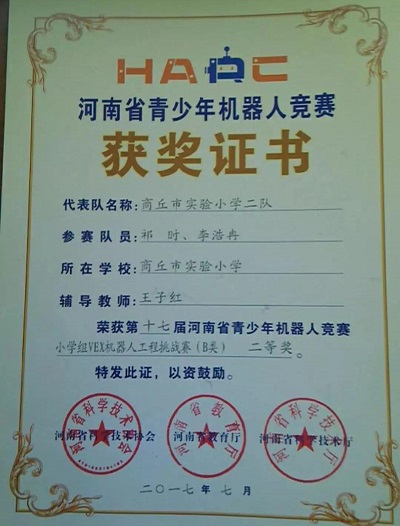 HARC
河南省青少年机器人竞赛
获奖证书
代表队名称:商丘市实验小学二队
参赛队员:祁时、李浩冉
所在学校:商丘市实验小学
辅导教师:王子红
荣获第十七届河南省青少年机器人竞赛
小学组VEX机器人工程挑战赛(B类) 二等奖。
特发此证,以资鼓励。
河南省科学技术协会 河南省教育厅 河南省科学技术厅
二〇一七年七月